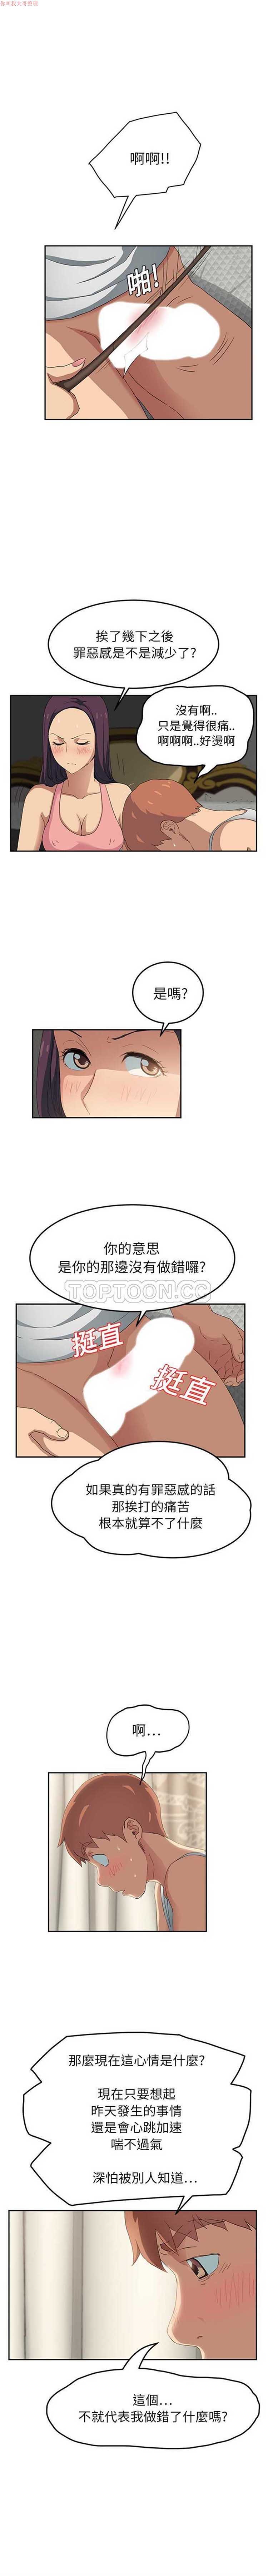 啊啊!!
啪!
挨了幾下之後
罪惡感是不是減少了?
沒有啊..
只是覺得很痛..
啊啊啊..好燙啊
是嗎?
你的意思
是你的那邊沒有做錯囉?
TOPTOON.CC
挺直
挺直
如果真的有罪惡感的話
那挨打的痛苦
根本就算不了什麼
啊...
那麼現在這心情是什麼?
現在只要想起
昨天發生的事情
還是會心跳加速
喘不過氣
深怕被別人知道...
這個...
不就代表我做錯了什麼嗎?